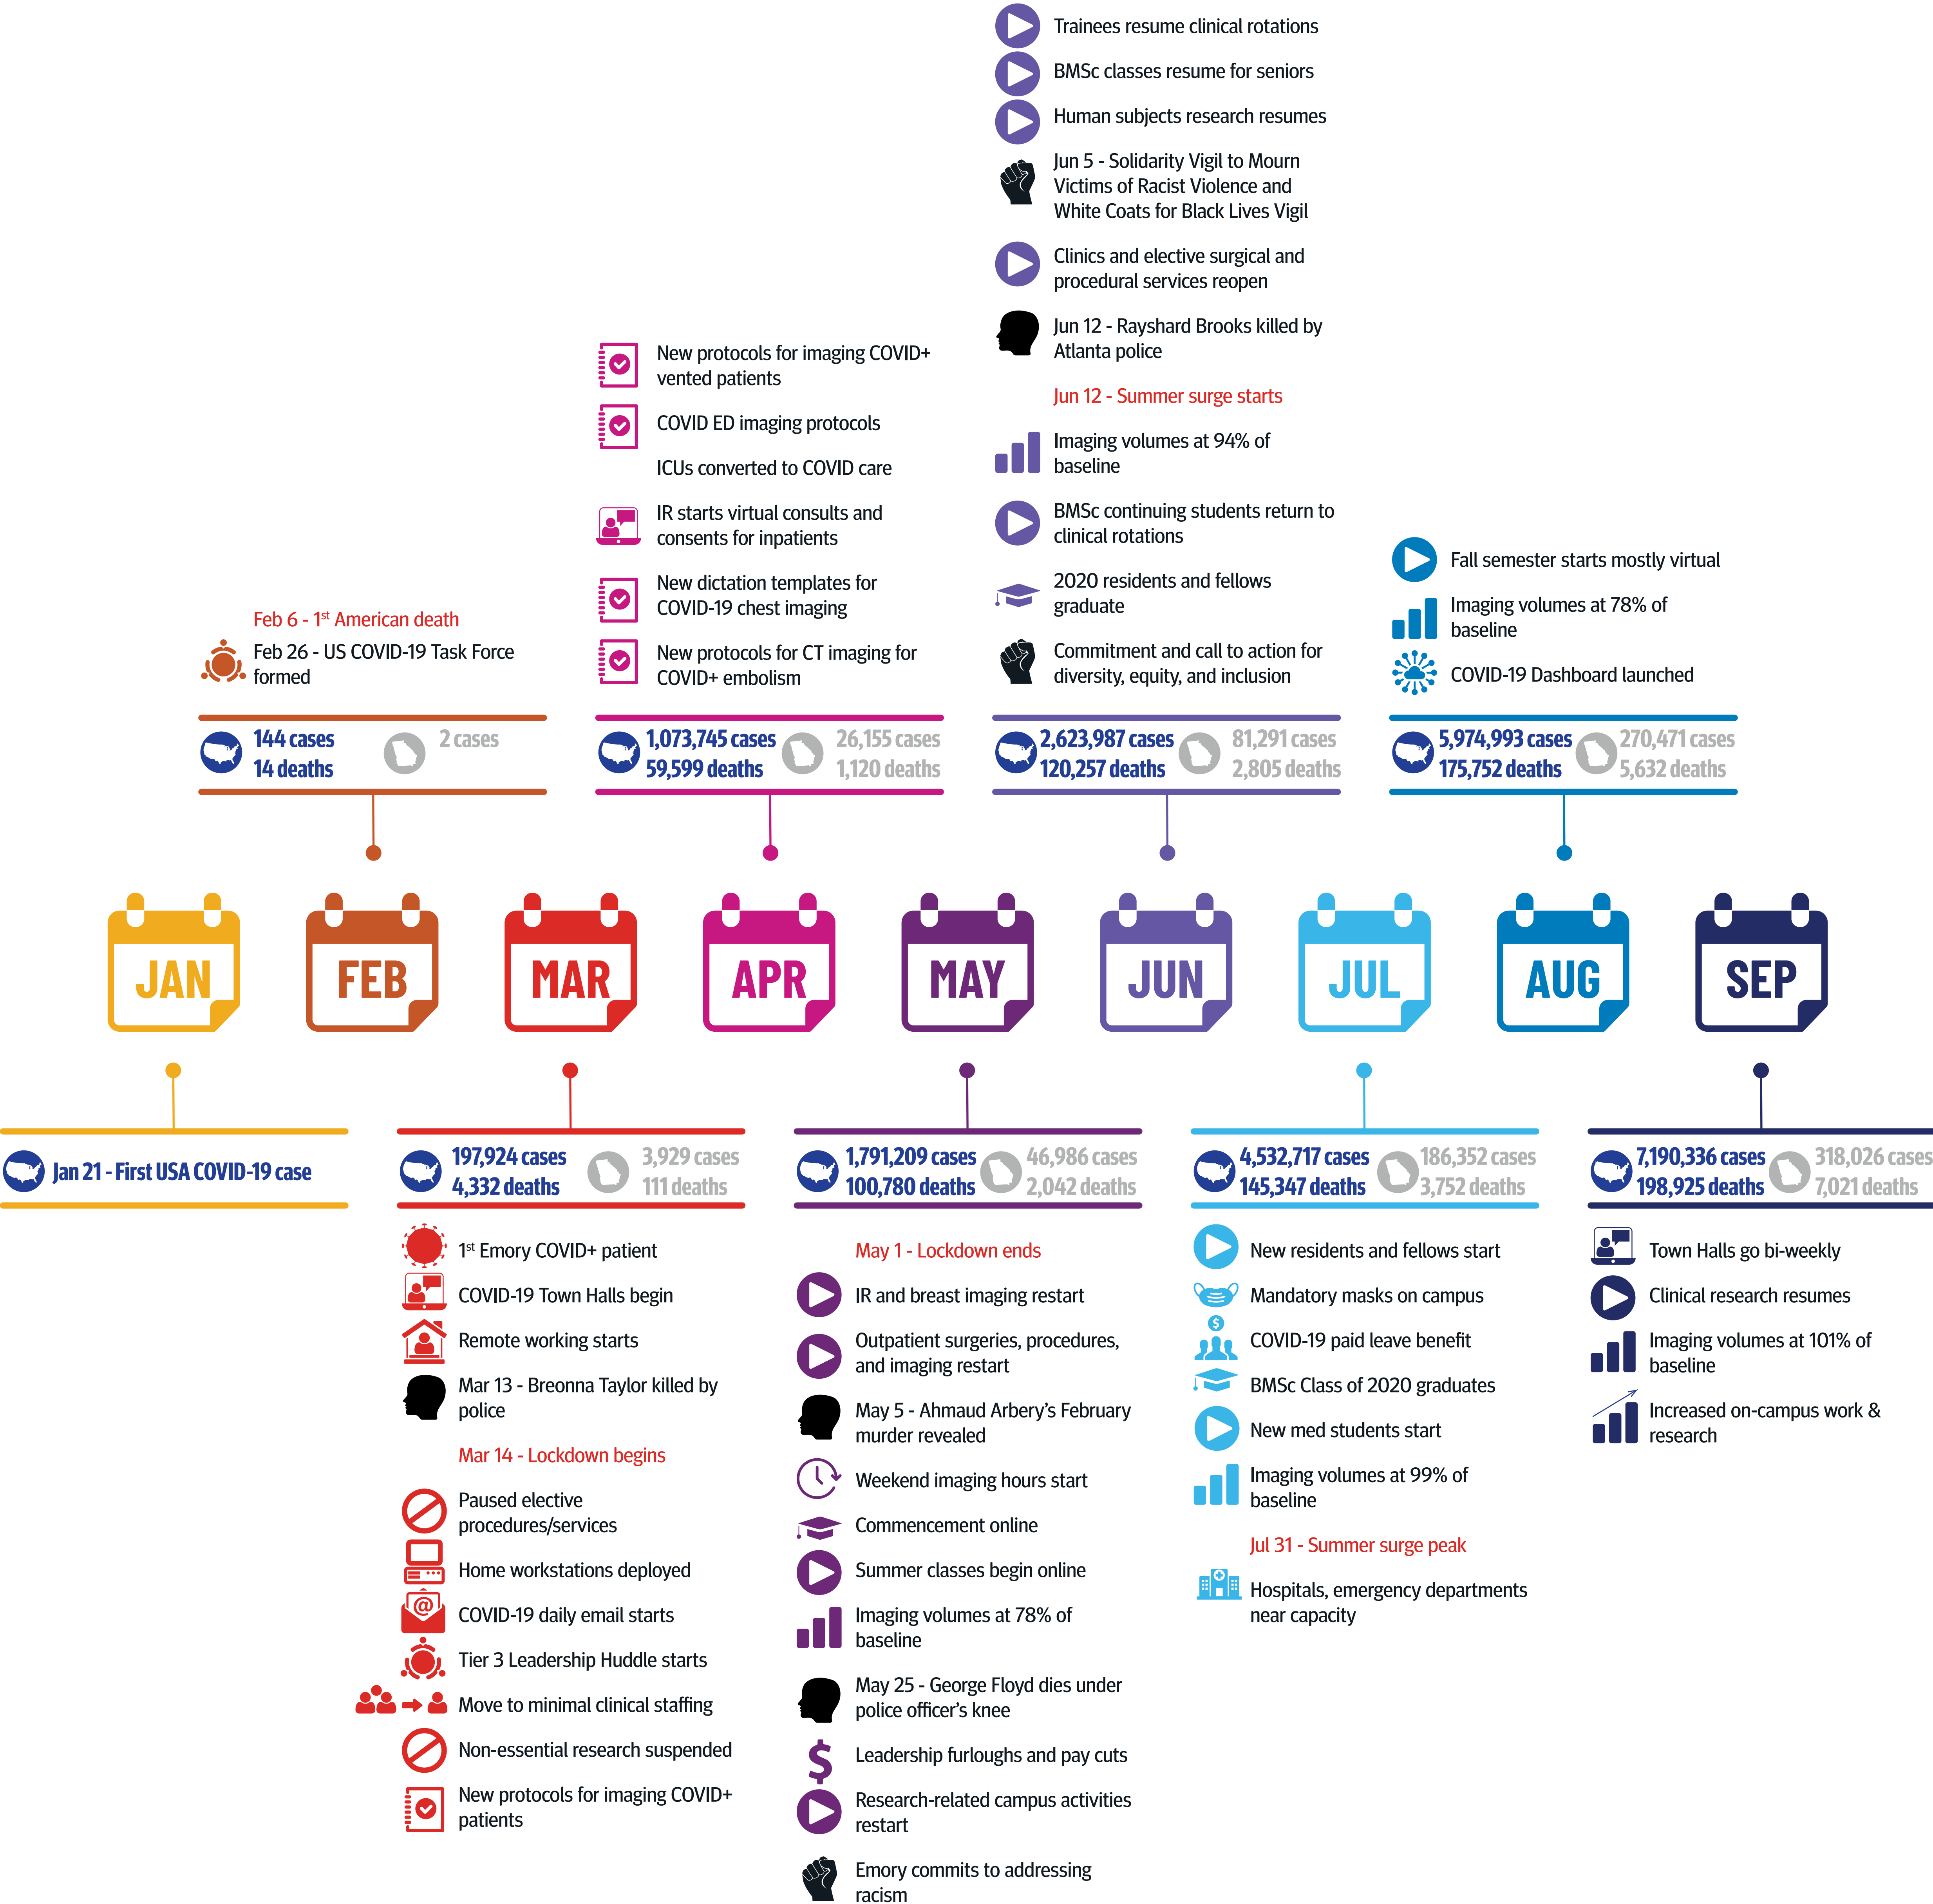 Trainees resume clinical rotations
BMSc classes resume for seniors
Human subjects research resumes
Jun 5 - Solidarity Vigil to Mourn
Victims of Racist Violence and
White Coats for Black Lives Vigil
Clinics and elective surgical and
procedural services reopen
Jun 12 - Rayshard Brooks killed by
Atlanta police
Jun 12 - Summer surge starts
Imaging volumes at 94% of
baseline
BMSc continuing students return to
clinical rotations
2020 residents and fellows
graduate
Commitment and call to action for
diversity, equity, and inclusion
New protocols for imaging COVID+
vented patients
COVID ED imaging protocols
ICUs converted to COVID care
IR starts virtual consults and
consents for inpatients
New dictation templates for
COVID-19 chest imaging
New protocols for CT imaging for
COVID+ embolism
Fall semester starts mostly virtual
Imaging volumes at 78% of
baseline
COVID-19 Dashboard launched
Feb 6 - 1st American death
Feb 26 - US COVID-19 Task Force
formed
144 cases
14 deaths
2 cases
1,073,745 cases
59,599 deaths
26,155 cases
1,120 deaths
2,623,987 cases
120,257 deaths
81,291 cases
2,805 deaths
5,974,993 cases
175,752 deaths
270,471 cases
5,632 deaths
JAN
FEB
MAR
APR
MAY
JUN
JUL
AUG
SEP
Jan 21 - First USA COVID-19 case
197,924 cases
4,332 deaths
3,929 cases
111 deaths
1st Emory COVID+ patient
COVID-19 Town Halls begin
Remote working starts
Mar 13 - Breonna Taylor killed by
police
Mar 14 - Lockdown begins
Paused elective
procedures/services
Home workstations deployed
@
COVID-19 daily email starts
Tier 3 Leadership Huddle starts
Move to minimal clinical staffing
Non-essential research suspended
New protocols for imaging COVID+
patients
1,791,209 cases
100,780 deaths
46,986 cases
2,042 deaths
May 1 - Lockdown ends
IR and breast imaging restart
Outpatient surgeries, procedures,
and imaging restart
May 5 - Ahmaud Arbery's February
murder revealed
Weekend imaging hours start
Commencement online
Summer classes begin online
Imaging volumes at 78% of
baseline
May 25 - George Floyd dies under
police officer's knee
$
Leadership furloughs and pay cuts
Research-related campus activities
restart
Emory commits to addressing
racism
4,532,717 cases
145,347 deaths
186,352 cases
3,752 deaths
New residents and fellows start
Mandatory masks on campus
$
COVID-19 paid leave benefit
BMSc Class of 2020 graduates
New med students start
Imaging volumes at 99% of
baseline
Jul 31 - Summer surge peak
Hospitals, emergency departments
near capacity
7,190,336 cases
198,925 deaths
318,026 cases
7,021 deaths
Town Halls go bi-weekly
Clinical research resumes
Imaging volumes at 101% of
baseline
Increased on-campus work &
research